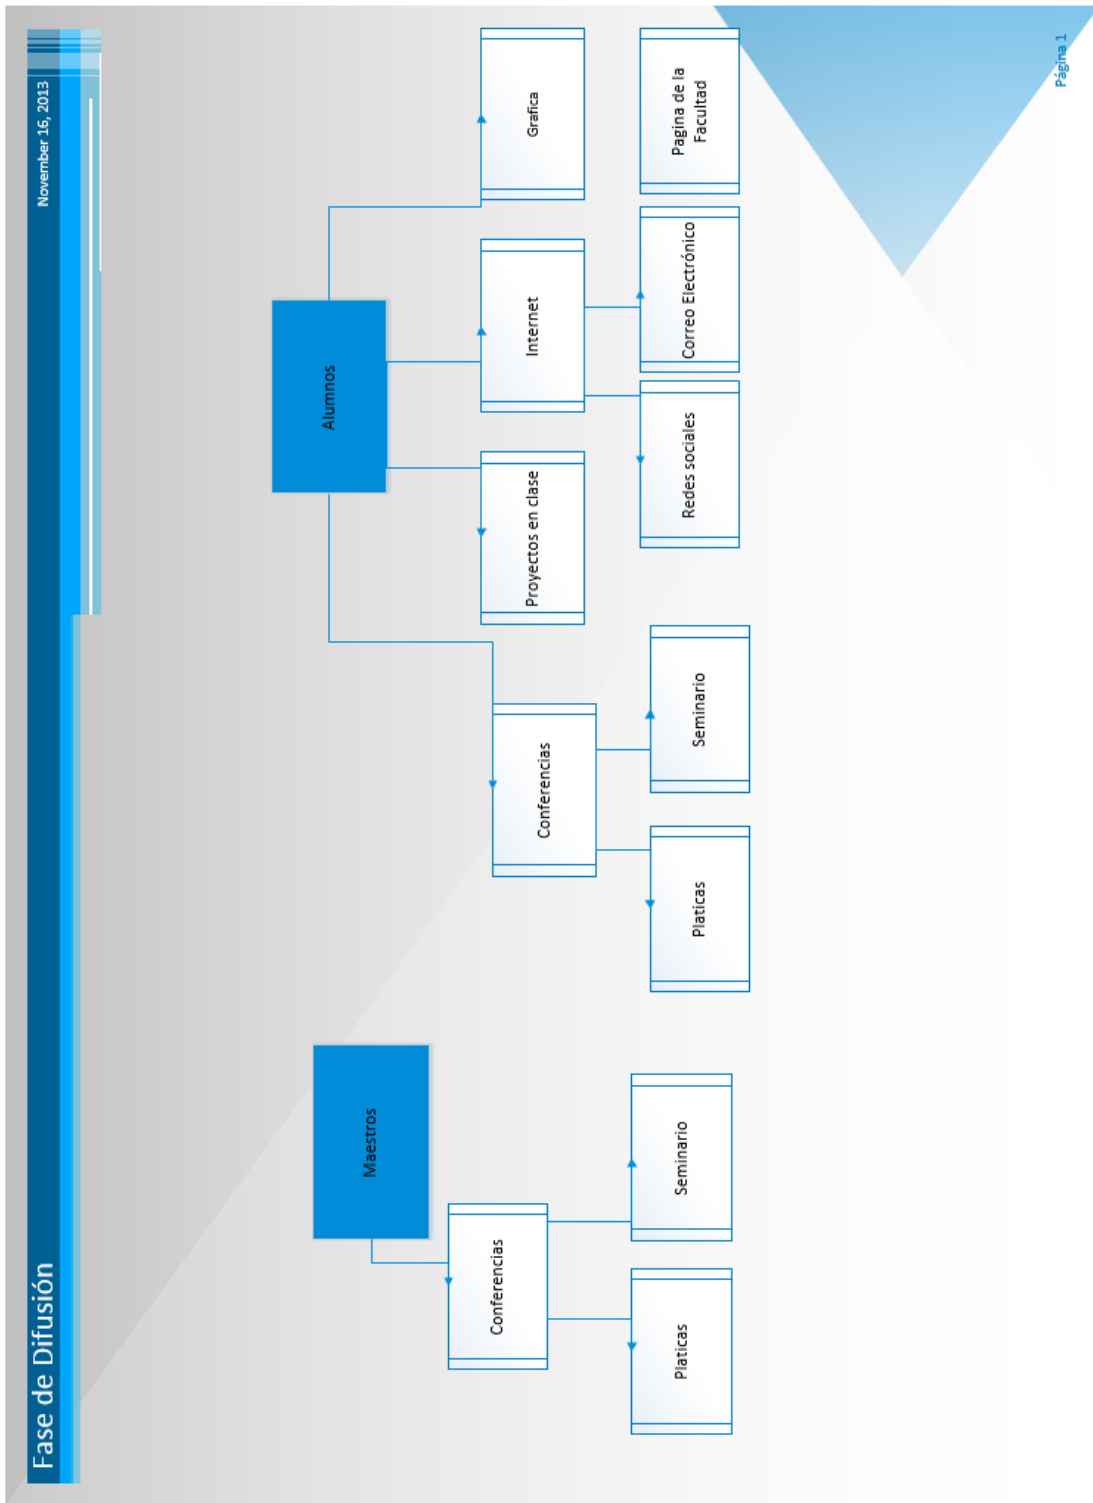 Fase de Difusión
November 16, 2013
Maestros
Alumnos
Conferencias
Conferencias
Proyectos en clase
Internet
Grafica
Platicas
Seminario
Platicas
Seminario
Redes sociales
Correo Electrónico
Pagina de la
Facultad
Página 1